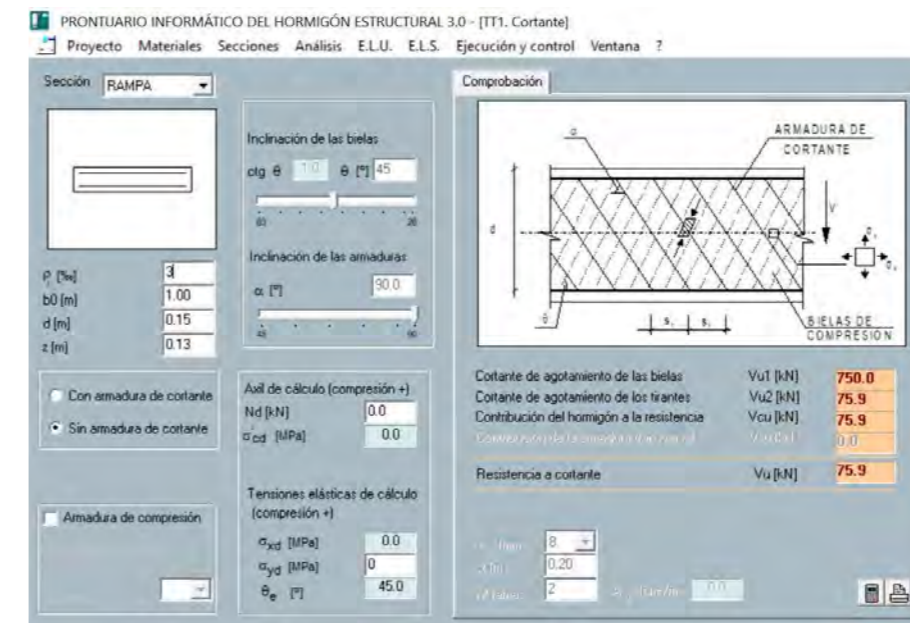 PRONTUARIO INFORMÁTICO DEL HORMIGÓN ESTRUCTURAL 3.0 - [TT1. Cortante]
Proyecto Materiales Secciones Análisis E.L.U. E.L.S. Ejecución y control Ventana ?
Sección RAMPA
ρ [‰] 3
b0 [m] 1.00
d [m] 0.15
z [m] 0.13
Con armadura de cortante
Sin armadura de cortante
Armadura de compresión
Inclinación de las bielas
ctg θ 1.0 θ [º] 45
Inclinación de las armaduras
α [º] 90.0
Axil de cálculo (compresión +)
Nd [kN] 0.0
σ'cd [MPa] 0.0
Tensiones elásticas de cálculo
(compresión +)
σxd [MPa] 0.0
σyd [MPa] 0
θe [º] 45.0
Comprobación
α
ARMADURA DE
CORTANTE
d
V
θ
BIELAS DE
COMPRESIÓN
Cortante de agotamiento de las bielas Vu1 [kN] 750.0
Cortante de agotamiento de los tirantes Vu2 [kN] 75.9
Contribución del hormigón a la resistencia Vcu [kN] 75.9
0.0
Resistencia a cortante Vu [kN] 75.9
8
0.20
2
0.0